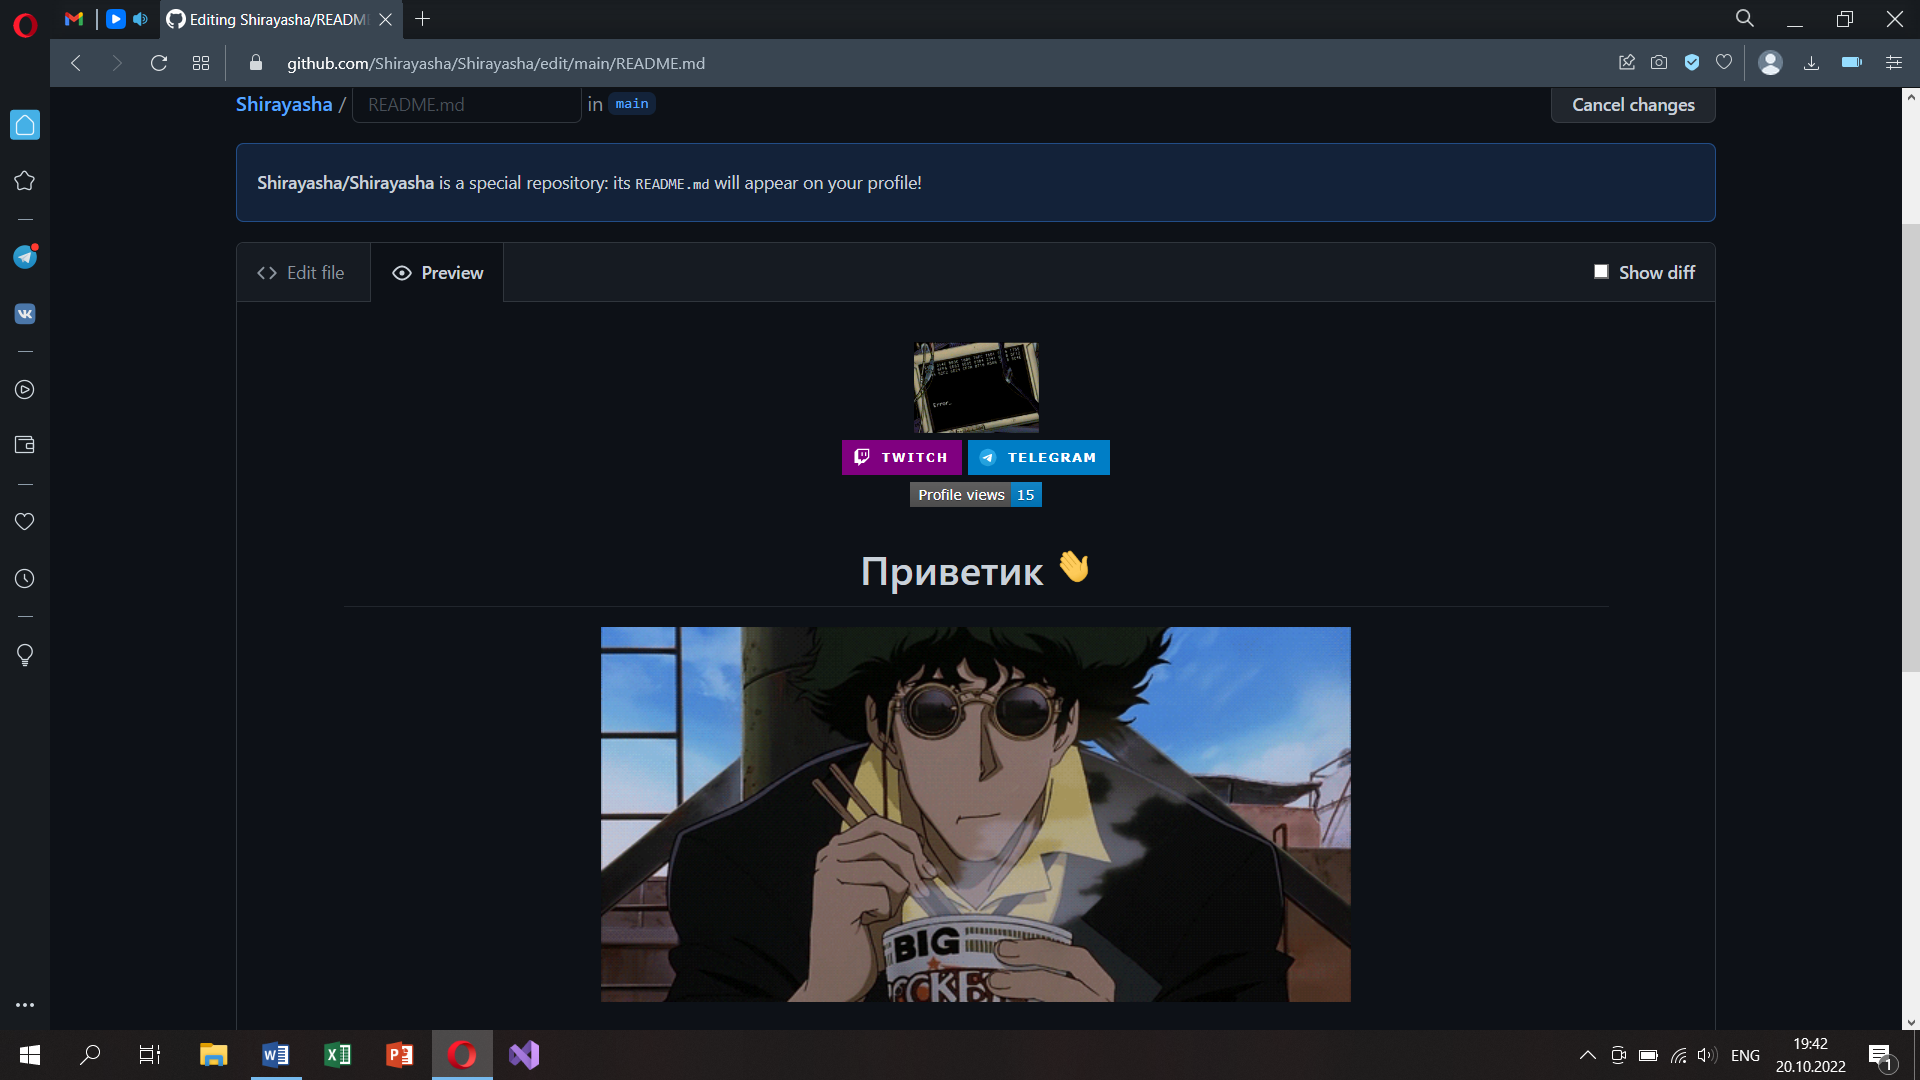 Editing Shirayasha/READM
github.com/Shirayasha/Shirayasha/edit/main/README.md
Shirayasha / README.md in main
Cancel changes
Shirayasha/Shirayasha is a special repository: its README.md will appear on your profile!
Edit file
Preview
Show diff
Error.
TWITCH
TELEGRAM
Profile views 15
Приветик 👋
BIG
ENG
19:42
20.10.2022
1